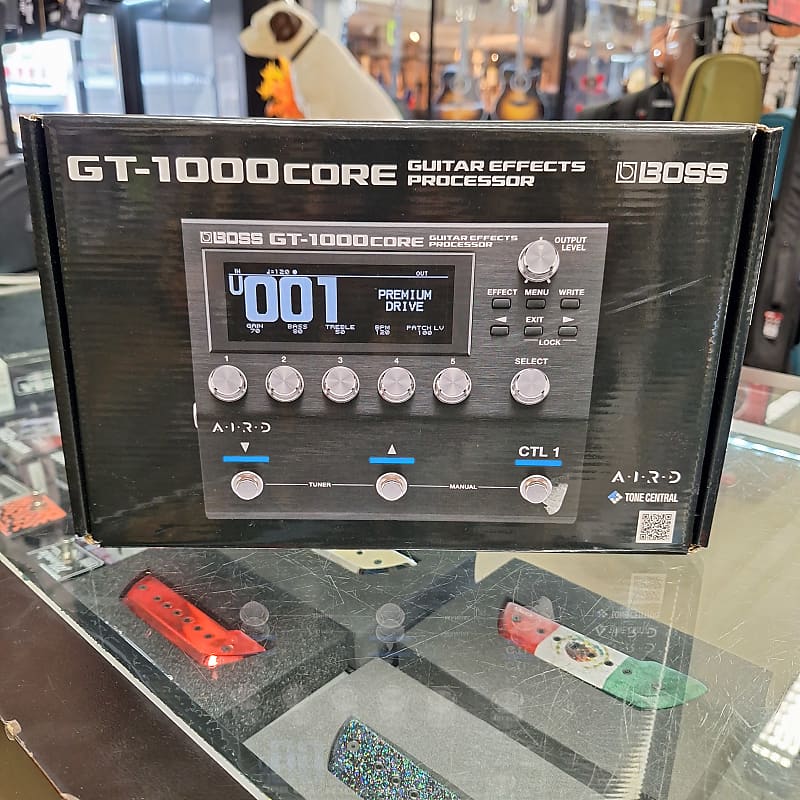 GT-1000CORE GUITAR EFFECTS PROCESSOR BOSS
BOSS GT-1000CORE GUITAR EFFECTS PROCESSOR
OUTPUT LEVEL
IN ♩=120 OUT
U001 PREMIUM DRIVE
GAIN BASS TREBLE BPM PATCH LV
70 50 50 120 100
EFFECT MENU WRITE
◄ EXIT ►
LOCK
1 2 3 4 5 SELECT
A·I·R·D
▼ ▲ CTL 1
TUNER MANUAL
A·I·R·D
TONE CENTRAL